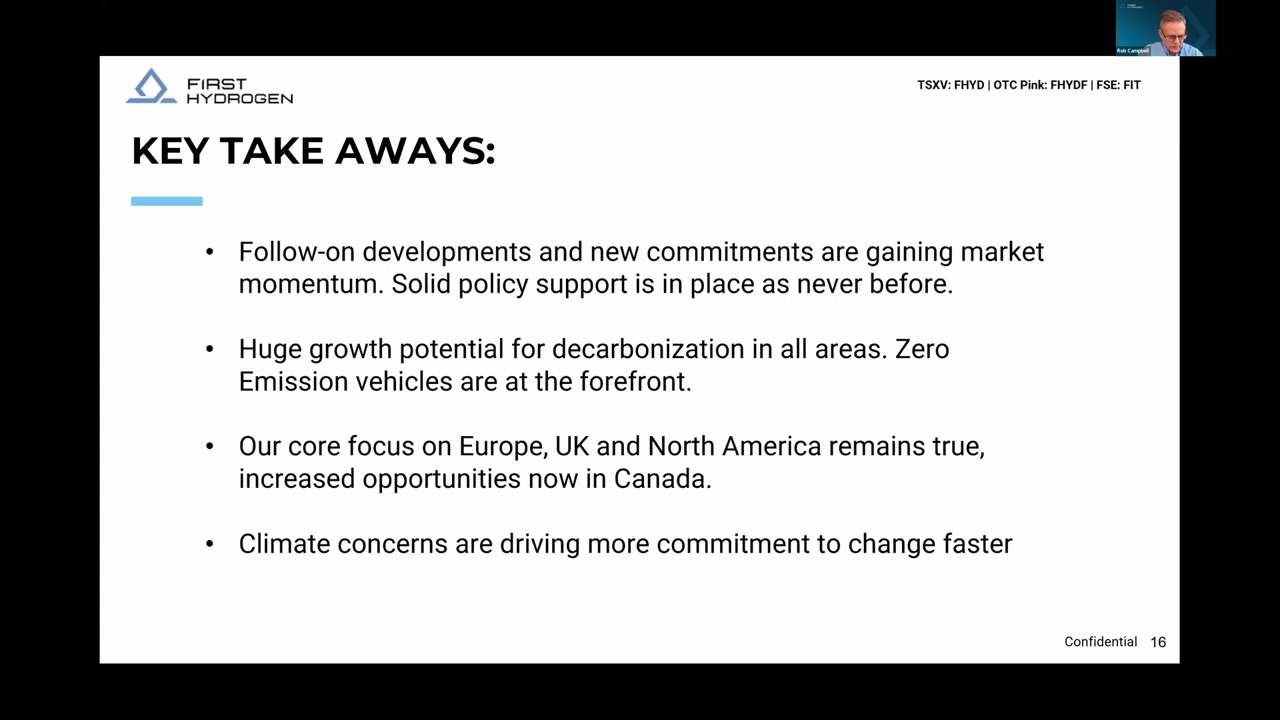 Rob Campbell
FIRST
HYDROGEN
TSXV: FHYD | OTC Pink: FHYDF | FSE: FIT
KEY TAKE AWAYS:
• Follow-on developments and new commitments are gaining market
momentum. Solid policy support is in place as never before.
• Huge growth potential for decarbonization in all areas. Zero
Emission vehicles are at the forefront.
• Our core focus on Europe, UK and North America remains true,
increased opportunities now in Canada.
• Climate concerns are driving more commitment to change faster
Confidential 16